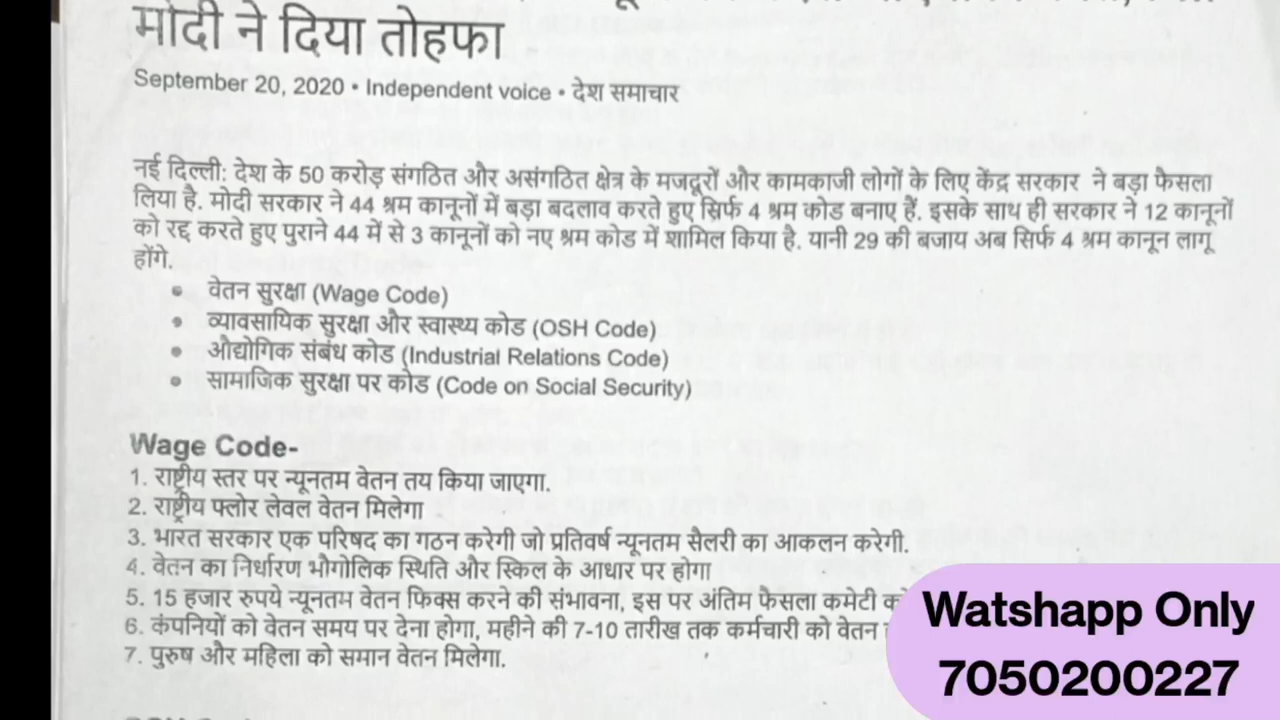 मोदी ने दिया तोहफा
September 20, 2020 • Independent voice • देश समाचार
नई दिल्ली: देश के 50 करोड़ संगठित और असंगठित क्षेत्र के मजदूरों और कामकाजी लोगों के लिए केंद्र सरकार ने बड़ा फैसला
लिया है. मोदी सरकार ने 44 श्रम कानूनों में बड़ा बदलाव करते हुए सिर्फ 4 श्रम कोड बनाए हैं. इसके साथ ही सरकार ने 12 कानूनों
को रद्द करते हुए पुराने 44 में से 3 कानूनों को नए श्रम कोड में शामिल किया है. यानी 29 की बजाय अब सिर्फ 4 श्रम कानून लागू
होंगे.
• वेतन सुरक्षा (Wage Code)
• व्यावसायिक सुरक्षा और स्वास्थ्य कोड (OSH Code)
• औद्योगिक संबंध कोड (Industrial Relations Code)
• सामाजिक सुरक्षा पर कोड (Code on Social Security)
Wage Code-
1. राष्ट्रीय स्तर पर न्यूनतम वेतन तय किया जाएगा.
2. राष्ट्रीय फ्लोर लेवल वेतन मिलेगा
3. भारत सरकार एक परिषद का गठन करेगी जो प्रतिवर्ष न्यूनतम सैलरी का आकलन करेगी.
4. वेतन का निर्धारण भौगोलिक स्थिति और स्किल के आधार पर होगा
5. 15 हजार रुपये न्यूनतम वेतन फिक्स करने की संभावना, इस पर अंतिम फैसला कमेटी
6. कंपनियों को वेतन समय पर देना होगा, महीने की 7-10 तारीख तक कर्मचारी को वेतन
7. पुरुष और महिला को समान वेतन मिलेगा.
Watshapp Only
7050200227